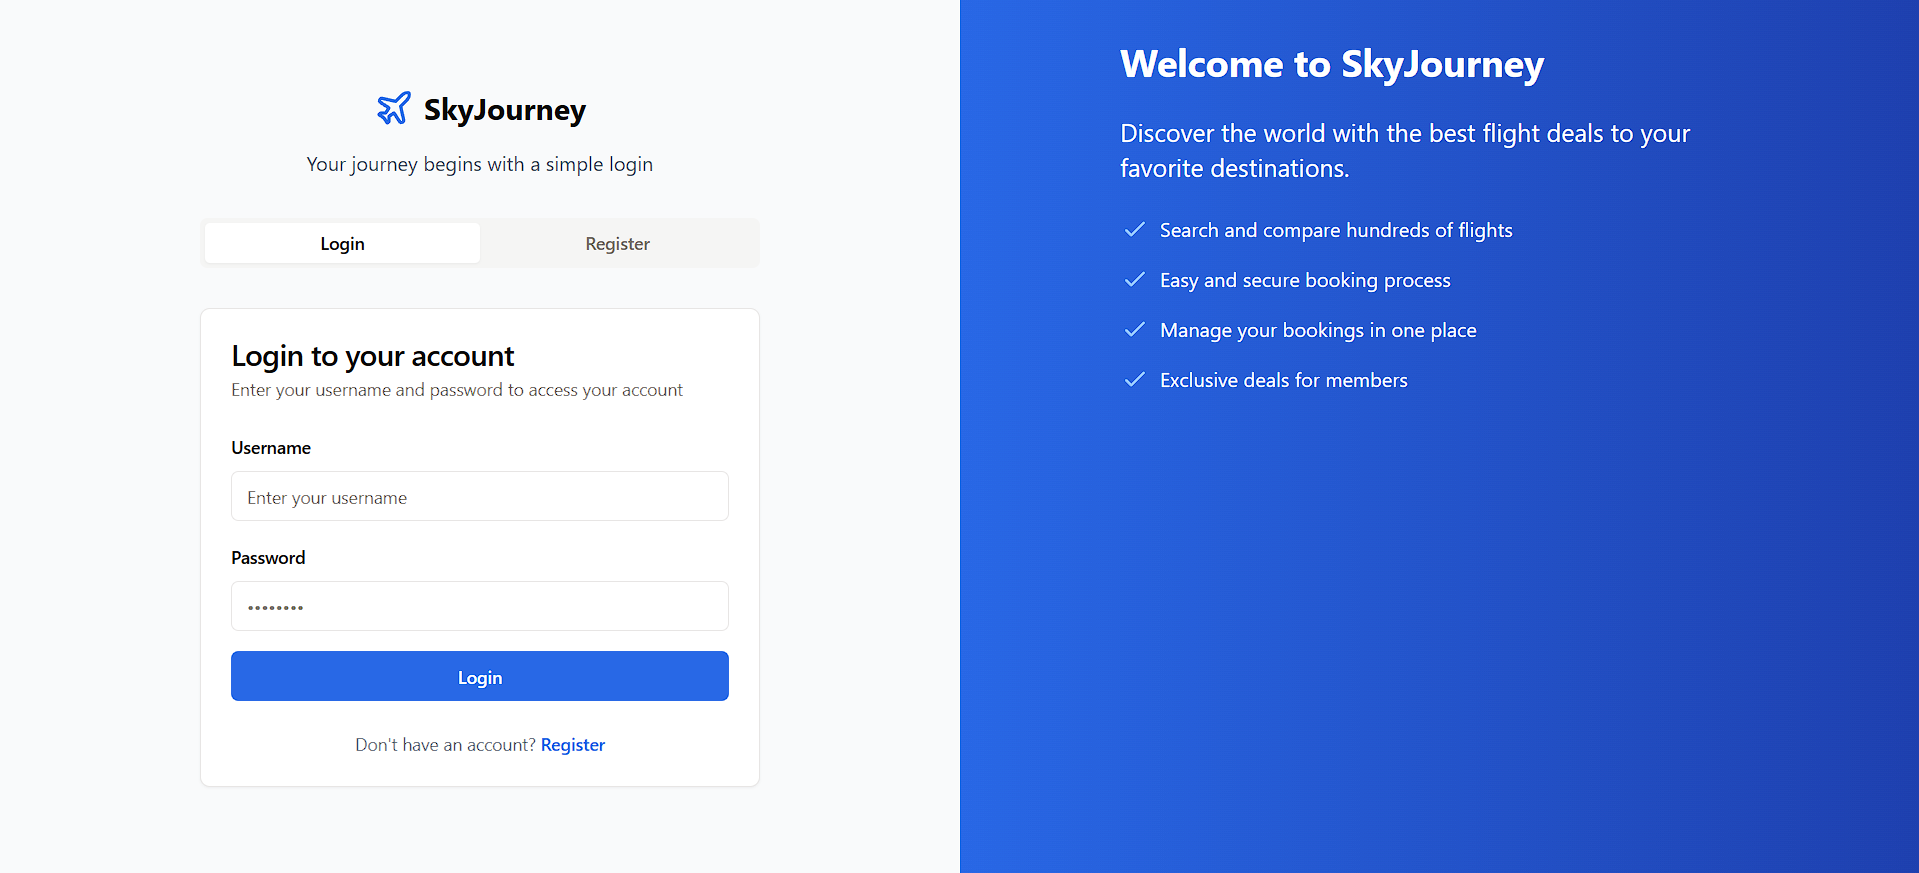 SkyJourney
Your journey begins with a simple login
Login
Register
Login to your account
Enter your username and password to access your account
Username
Enter your username
Password
••••••••
Login
Don't have an account? Register
Welcome to SkyJourney
Discover the world with the best flight deals to your
favorite destinations.
Search and compare hundreds of flights
Easy and secure booking process
Manage your bookings in one place
Exclusive deals for members